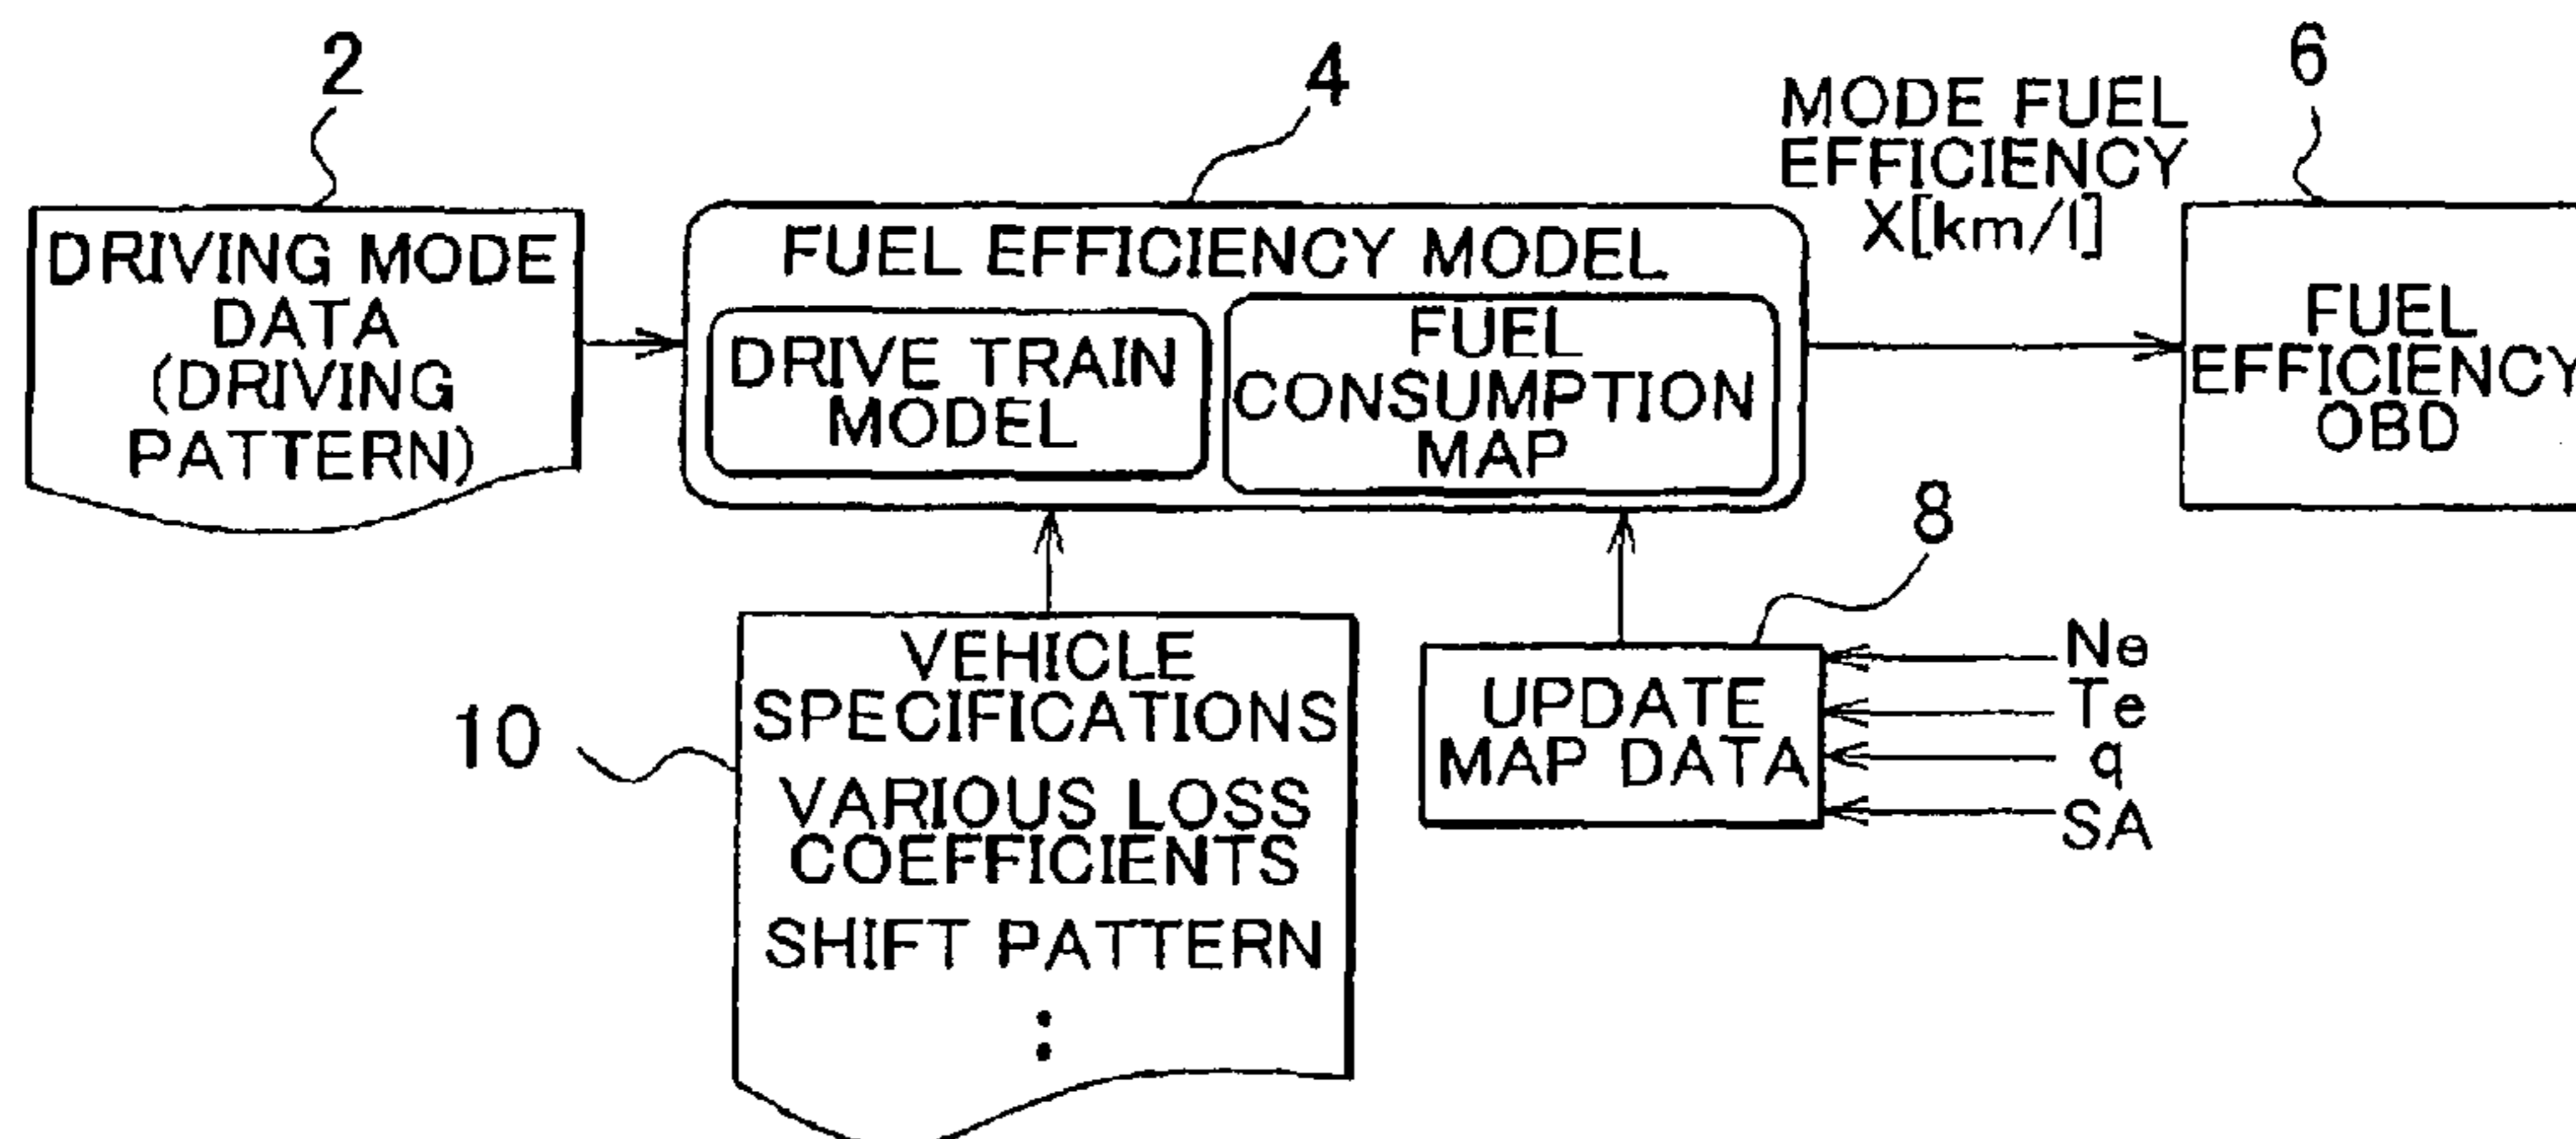 2
4
MODE FUEL
EFFICIENCY
X[km/l]
6
DRIVING MODE
DATA
(DRIVING
PATTERN)
FUEL EFFICIENCY MODEL
DRIVE TRAIN
MODEL
FUEL
CONSUMPTION
MAP
FUEL
EFFICIENCY
OBD
8
10
VEHICLE
SPECIFICATIONS
VARIOUS LOSS
COEFFICIENTS
SHIFT PATTERN
:
UPDATE
MAP DATA
Ne
Te
q
SA